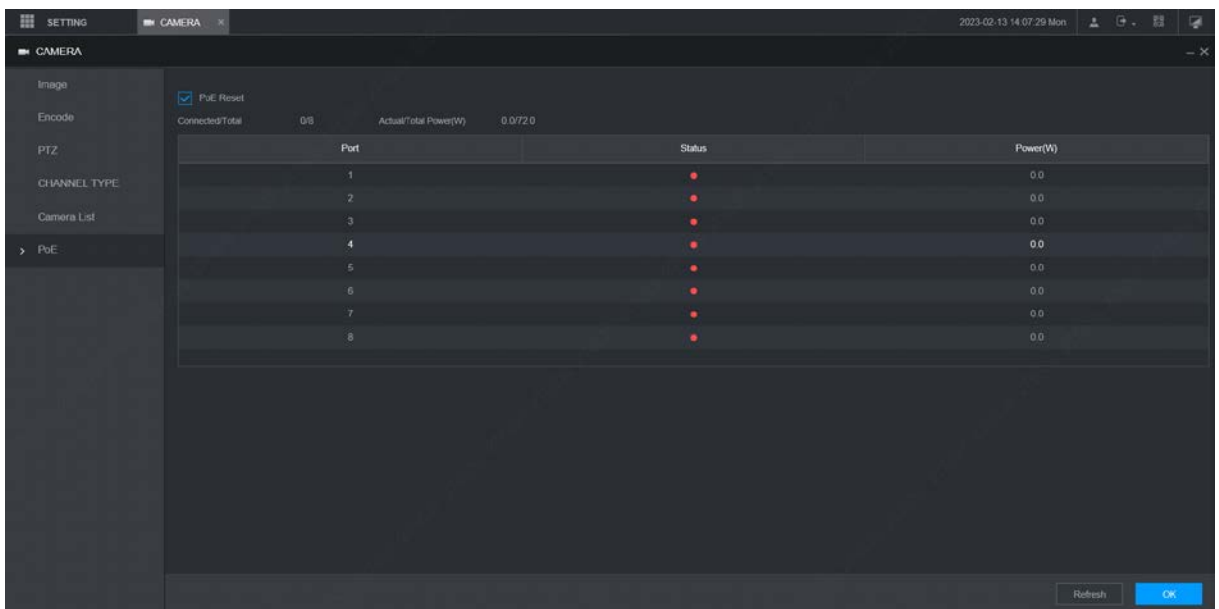 SETTING CAMERA × 2023-02-13 14:07:29 Mon
CAMERA
Image
PoE Reset
Encode
Connected/Total 0/8 Actual/Total Power(W) 0.0/72.0
Port Status Power(W)
PTZ
1 0.0
CHANNEL TYPE
2 0.0
Camera List
3 0.0
> PoE
4 0.0
5 0.0
6 0.0
7 0.0
8 0.0
Refresh OK